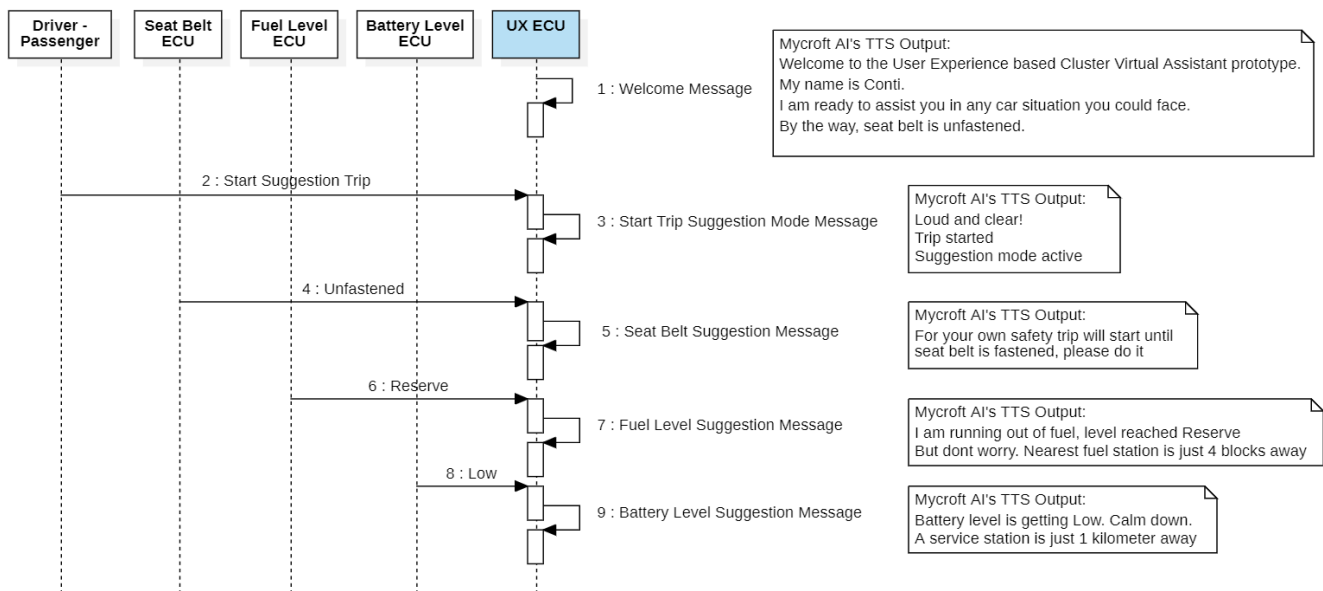 Driver -
Passenger
Seat Belt
ECU
Fuel Level
ECU
Battery Level
ECU
UX ECU
Mycroft AI's TTS Output:
Welcome to the User Experience based Cluster Virtual Assistant prototype.
My name is Conti.
I am ready to assist you in any car situation you could face.
By the way, seat belt is unfastened.
1 : Welcome Message
2 : Start Suggestion Trip
3 : Start Trip Suggestion Mode Message
Mycroft AI's TTS Output:
Loud and clear!
Trip started
Suggestion mode active
4 : Unfastened
5 : Seat Belt Suggestion Message
Mycroft AI's TTS Output:
For your own safety trip will start until
seat belt is fastened, please do it
6 : Reserve
7 : Fuel Level Suggestion Message
Mycroft AI's TTS Output:
I am running out of fuel, level reached Reserve
But dont worry. Nearest fuel station is just 4 blocks away
8 : Low
9 : Battery Level Suggestion Message
Mycroft AI's TTS Output:
Battery level is getting Low. Calm down.
A service station is just 1 kilometer away